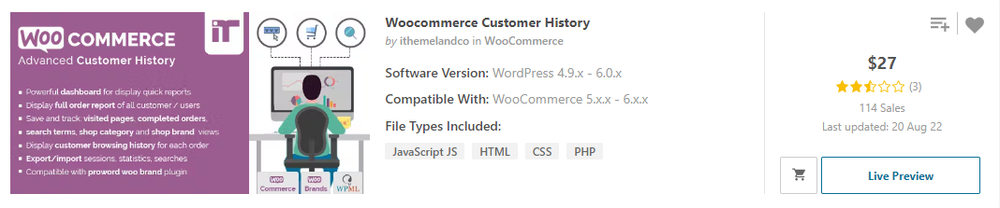 WOO COMMERCE
Advanced Customer History
iT
Powerful dashboard for display quick reports
Display full order report of all customer / users
Save and track: visited pages, completed orders,
search terms, shop category and shop brand views
Display customer browsing history for each order
Export/import sessions, statistics, searches
Compatible with proword woo brand plugin
WOO
Commerce
WOO
Brands
WPML
Woocommerce Customer History
by ithemelandco in WooCommerce
Software Version: WordPress 4.9.x - 6.0.x
Compatible With: WooCommerce 5.x.x - 6.x.x
File Types Included:
JavaScript JS HTML CSS PHP
$27
(3)
114 Sales
Last updated: 20 Aug 22
Live Preview